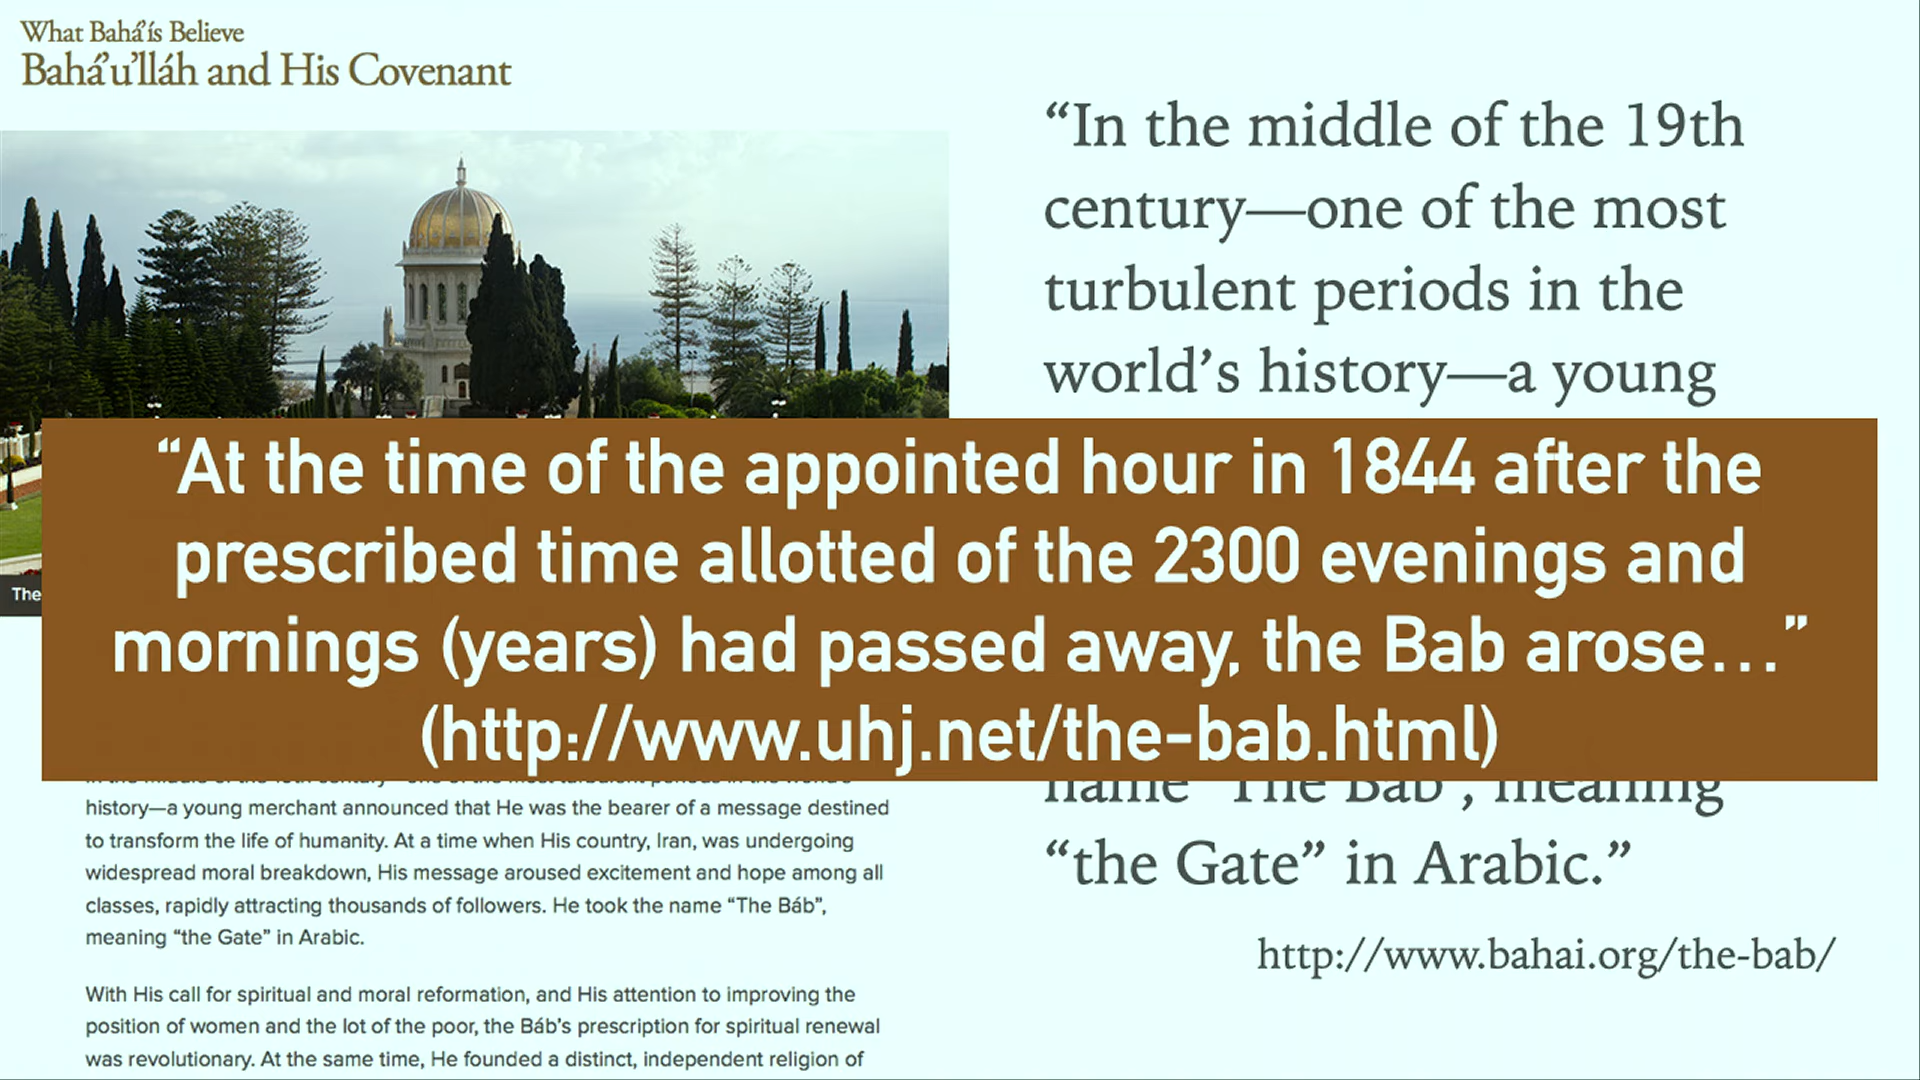 What Bahá’ís Believe
Bahá’u’lláh and His Covenant
“In the middle of the 19th
century—one of the most
turbulent periods in the
world’s history—a young
“At the time of the appointed hour in 1844 after the
prescribed time allotted of the 2300 evenings and
mornings (years) had passed away, the Bab arose...”
(http://www.uhj.net/the-bab.html)
The
name “The Báb”, meaning
“the Gate” in Arabic.”
http://www.bahai.org/the-bab/
history—a young merchant announced that He was the bearer of a message destined
to transform the life of humanity. At a time when His country, Iran, was undergoing
widespread moral breakdown, His message aroused excitement and hope among all
classes, rapidly attracting thousands of followers. He took the name “The Báb”,
meaning “the Gate” in Arabic.
With His call for spiritual and moral reformation, and His attention to improving the
position of women and the lot of the poor, the Báb’s prescription for spiritual renewal
was revolutionary. At the same time, He founded a distinct, independent religion of